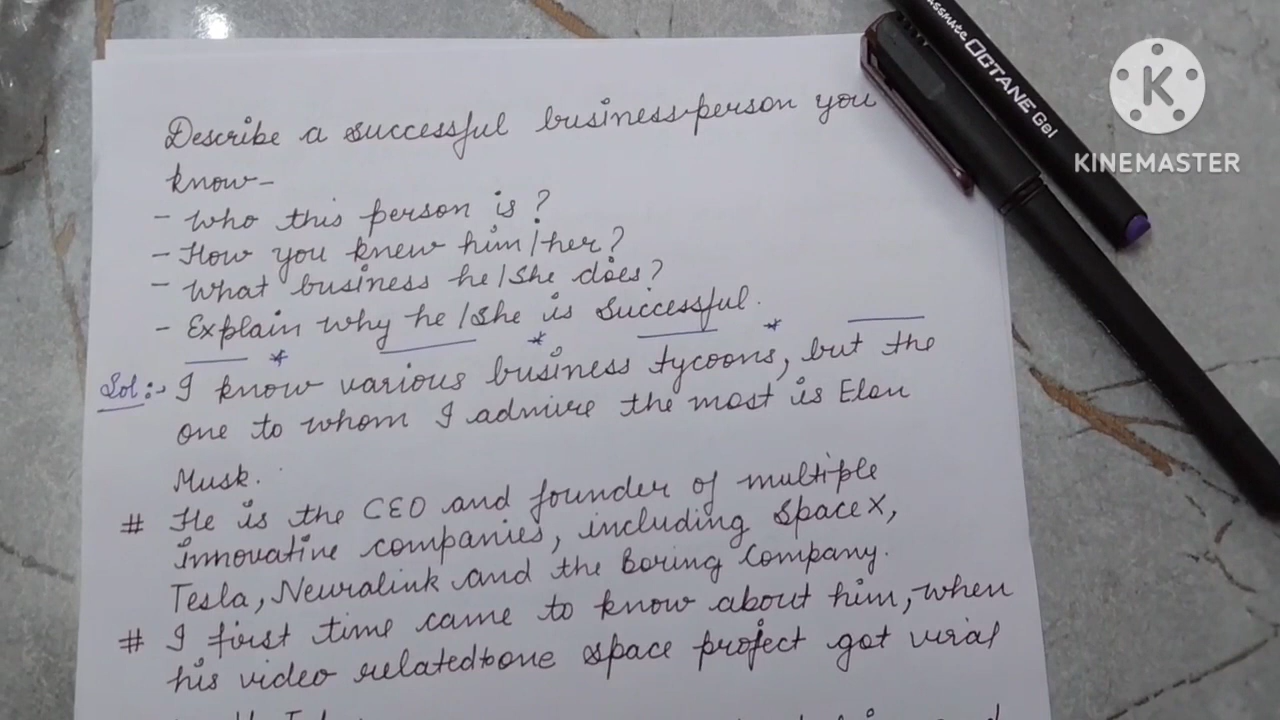 Describe a successful business person you
know-
- Who this person is?
- How you knew him/her?
- What business he/she does?
- Explain why he/she is successful.
Sol:- I know various business tycoons, but the
one to whom I admire the most is Elon
Musk.
# He is the CEO and founder of multiple
innovative companies, including spaceX,
Tesla, Neuralink and the Boring Company.
# I first time came to know about him, when
his video related to one space project got viral
assmate OCTANE Gel
K
KINEMASTER